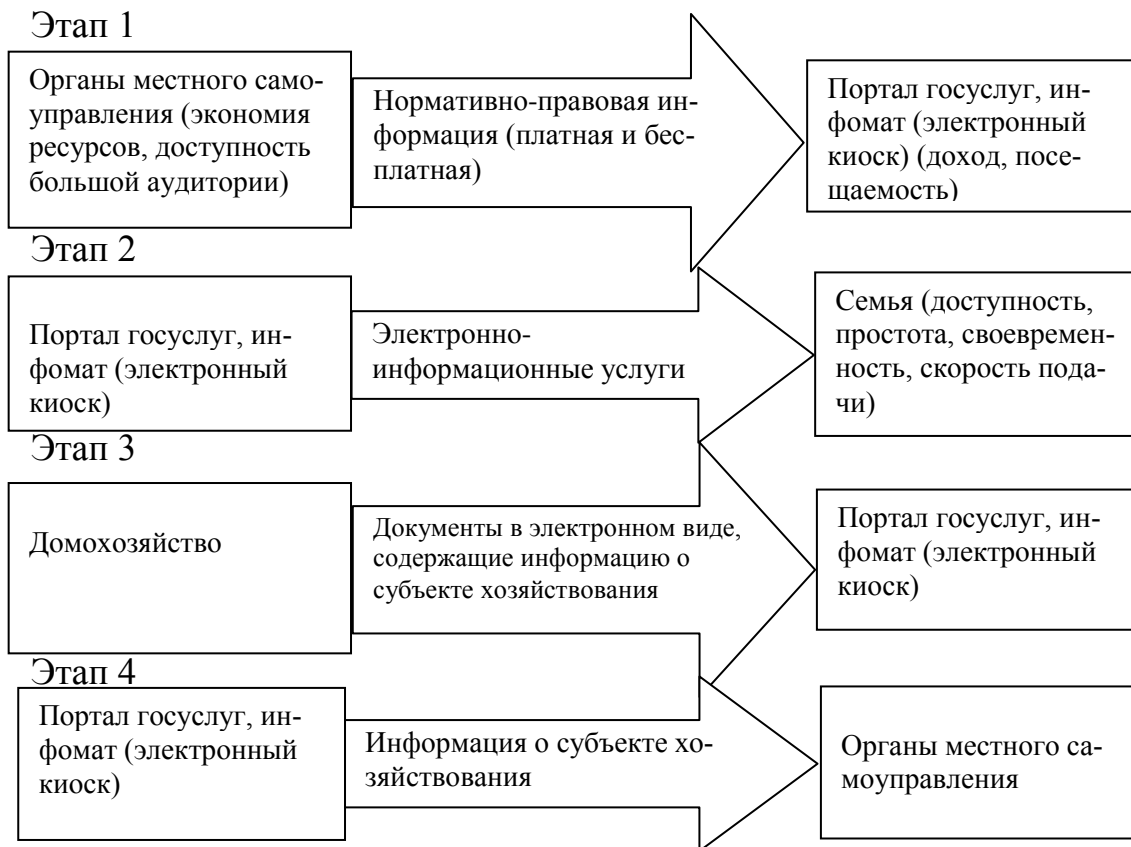 Этап 1
Органы местного само-
управления (экономия
ресурсов, доступность
большой аудитории)
Нормативно-правовая ин-
формация (платная и бес-
платная)
Портал госуслуг, ин-
фомат (электронный
киоск) (доход, посе-
щаемость)
Этап 2
Портал госуслуг, ин-
фомат (электронный
киоск)
Электронно-
информационные услуги
Семья (доступность,
простота, своевремен-
ность, скорость пода-
чи)
Этап 3
Домохозяйство
Документы в электронном виде,
содержащие информацию о
субъекте хозяйствования
Портал госуслуг, ин-
фомат (электронный
киоск)
Этап 4
Портал госуслуг, ин-
фомат (электронный
киоск)
Информация о субъекте хо-
зяйствования
Органы местного са-
моуправления